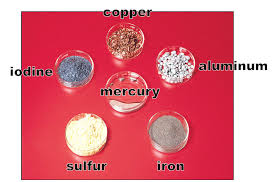 copper
iodine
aluminum
mercury
sulfur
iron